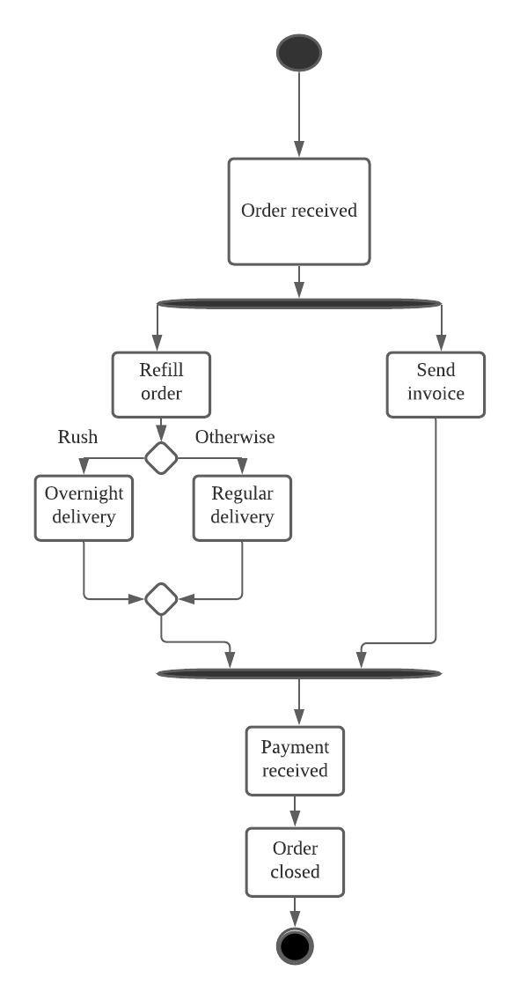 Order received
Refill
order
Send
invoice
Rush
Otherwise
Overnight
delivery
Regular
delivery
Payment
received
Order
closed